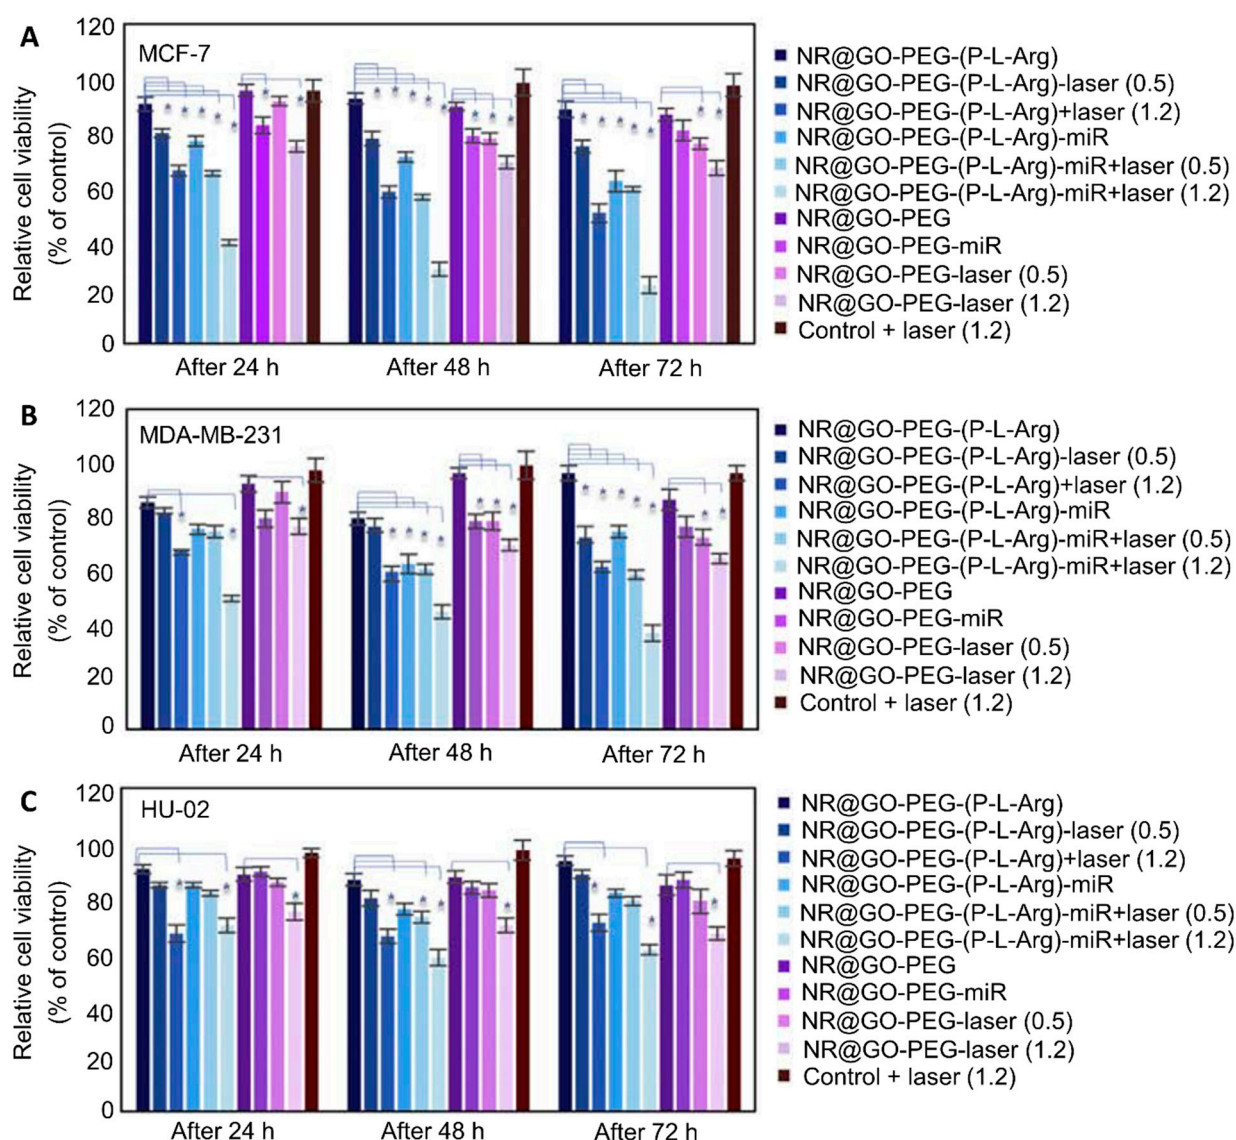 A
MCF-7
Relative cell viability
(% of control)
120
100
80
60
40
20
0
After 24 h
After 48 h
After 72 h
NR@GO-PEG-(P-L-Arg)
NR@GO-PEG-(P-L-Arg)-laser (0.5)
NR@GO-PEG-(P-L-Arg)+laser (1.2)
NR@GO-PEG-(P-L-Arg)-miR
NR@GO-PEG-(P-L-Arg)-miR+laser (0.5)
NR@GO-PEG-(P-L-Arg)-miR+laser (1.2)
NR@GO-PEG
NR@GO-PEG-miR
NR@GO-PEG-laser (0.5)
NR@GO-PEG-laser (1.2)
Control + laser (1.2)
B
MDA-MB-231
Relative cell viability
(% of control)
120
100
80
60
40
20
0
After 24 h
After 48 h
After 72 h
NR@GO-PEG-(P-L-Arg)
NR@GO-PEG-(P-L-Arg)-laser (0.5)
NR@GO-PEG-(P-L-Arg)+laser (1.2)
NR@GO-PEG-(P-L-Arg)-miR
NR@GO-PEG-(P-L-Arg)-miR+laser (0.5)
NR@GO-PEG-(P-L-Arg)-miR+laser (1.2)
NR@GO-PEG
NR@GO-PEG-miR
NR@GO-PEG-laser (0.5)
NR@GO-PEG-laser (1.2)
Control + laser (1.2)
C
HU-02
Relative cell viability
(% of control)
120
100
80
60
40
20
0
After 24 h
After 48 h
After 72 h
NR@GO-PEG-(P-L-Arg)
NR@GO-PEG-(P-L-Arg)-laser (0.5)
NR@GO-PEG-(P-L-Arg)+laser (1.2)
NR@GO-PEG-(P-L-Arg)-miR
NR@GO-PEG-(P-L-Arg)-miR+laser (0.5)
NR@GO-PEG-(P-L-Arg)-miR+laser (1.2)
NR@GO-PEG
NR@GO-PEG-miR
NR@GO-PEG-laser (0.5)
NR@GO-PEG-laser (1.2)
Control + laser (1.2)